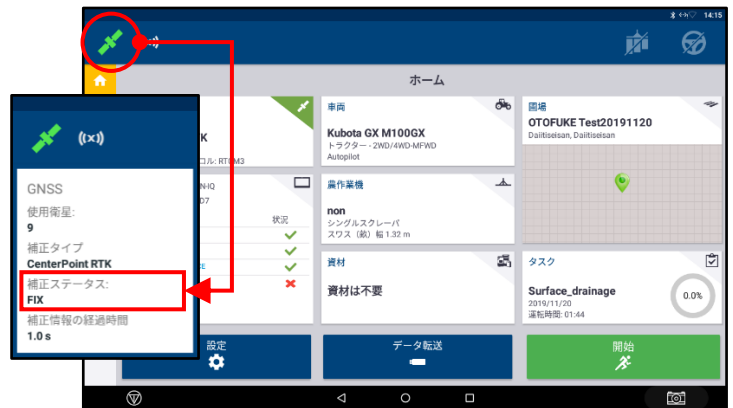 14:15
((x))
ホーム
K
コル: RTCM3
N-IQ
D7
状況
CE
車両
Kubota GX M100GX
トラクター - 2WD/4WD-MFWD
Autopilot
圃場
OTOFUKE Test20191120
Daiitiseisan, Daiitiseisan
農作業機
non
シングルスクレーパ
スワス（畝）幅 1.32 m
資材
資材は不要
タスク
Surface_drainage
2019/11/20
運転時間: 01:44
0.0%
設定
データ転送
開始
((x))
GNSS
使用衛星:
9
補正タイプ
CenterPoint RTK
補正ステータス:
FIX
補正情報の経過時間
1.0 s